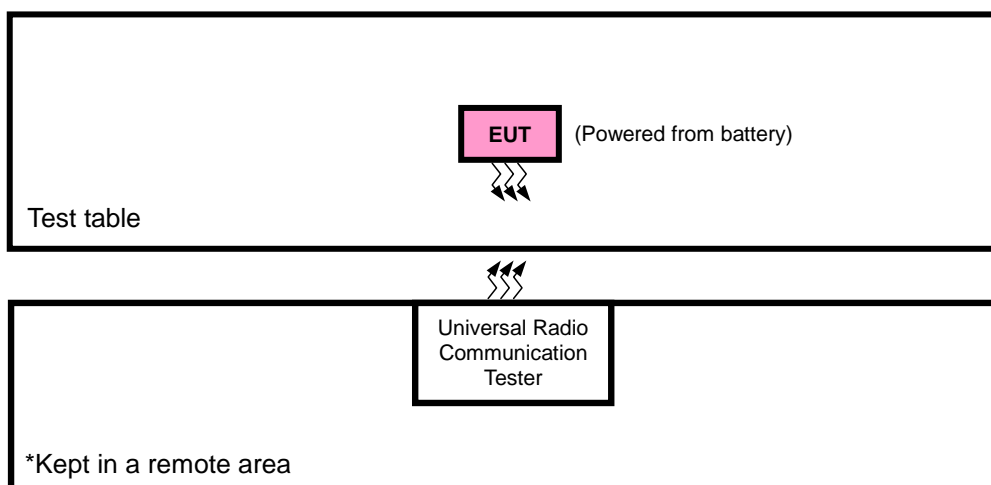 EUT
(Powered from battery)
Test table
Universal Radio
Communication
Tester
*Kept in a remote area